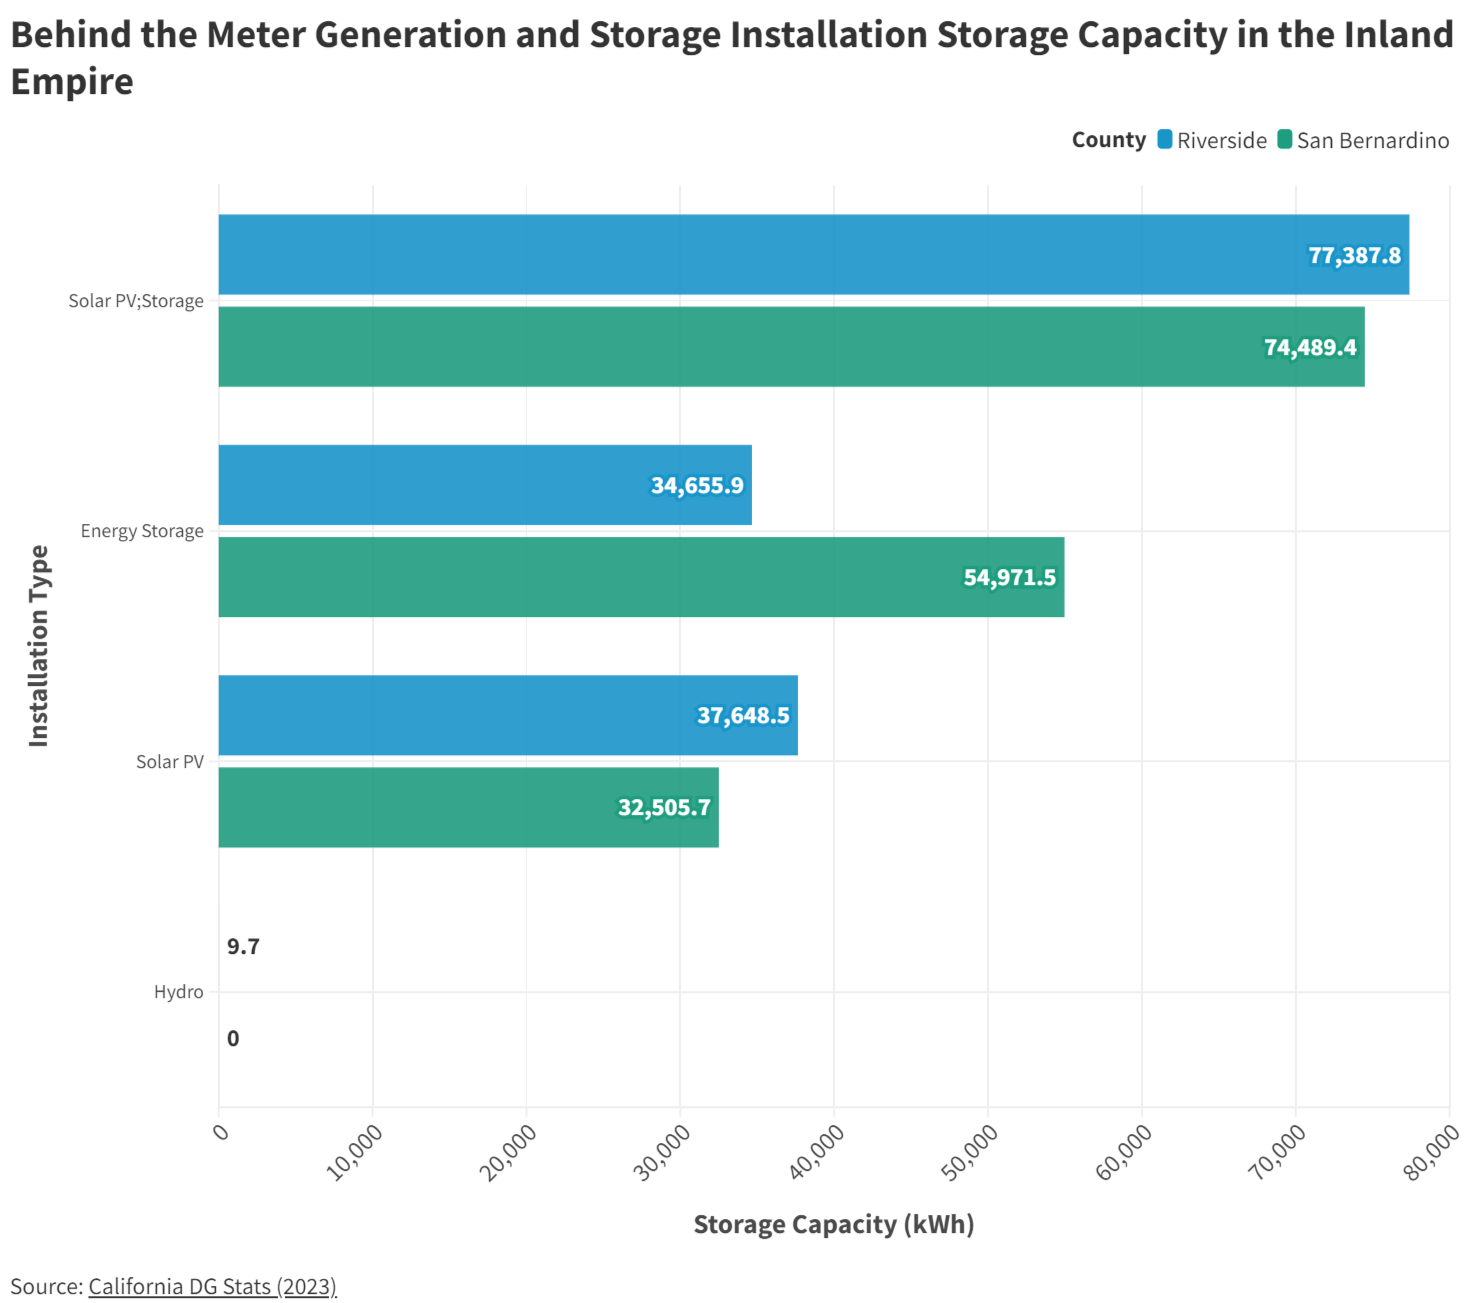 Behind the Meter Generation and Storage Installation Storage Capacity in the Inland
Empire
County Riverside San Bernardino
77,387.8
Solar PV;Storage
74,489.4
34,655.9
Energy Storage
54,971.5
Installation Type
37,648.5
Solar PV
32,505.7
9.7
Hydro
0
0 10,000 20,000 30,000 40,000 50,000 60,000 70,000 80,000
Storage Capacity (kWh)
Source: California DG Stats (2023)